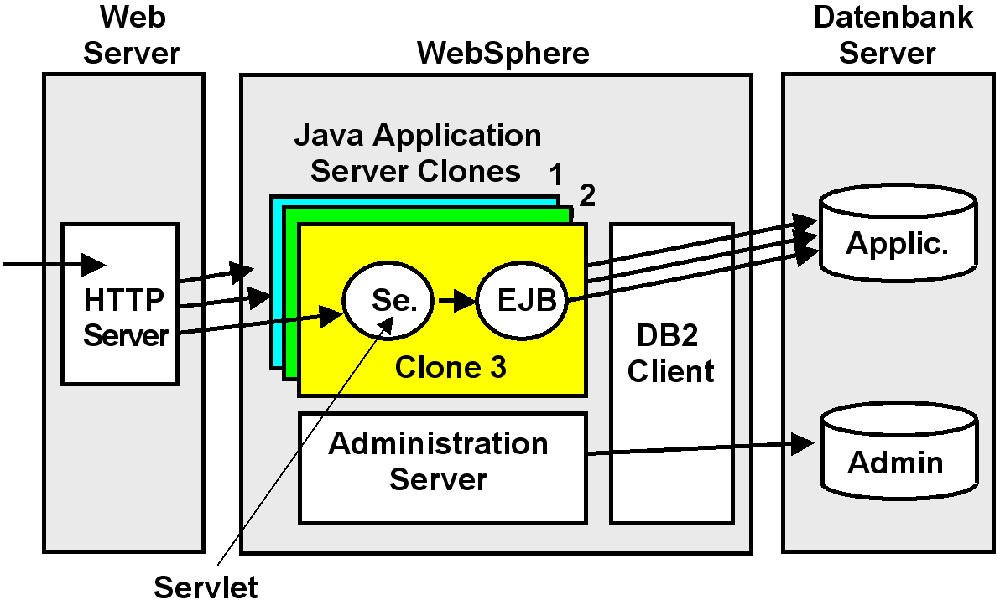 Web
Server
WebSphere
Datenbank
Server
Java Application
Server Clones
1
2
HTTP
Server
Se.
EJB
Clone 3
DB2
Client
Applic.
Administration
Server
Admin
Servlet